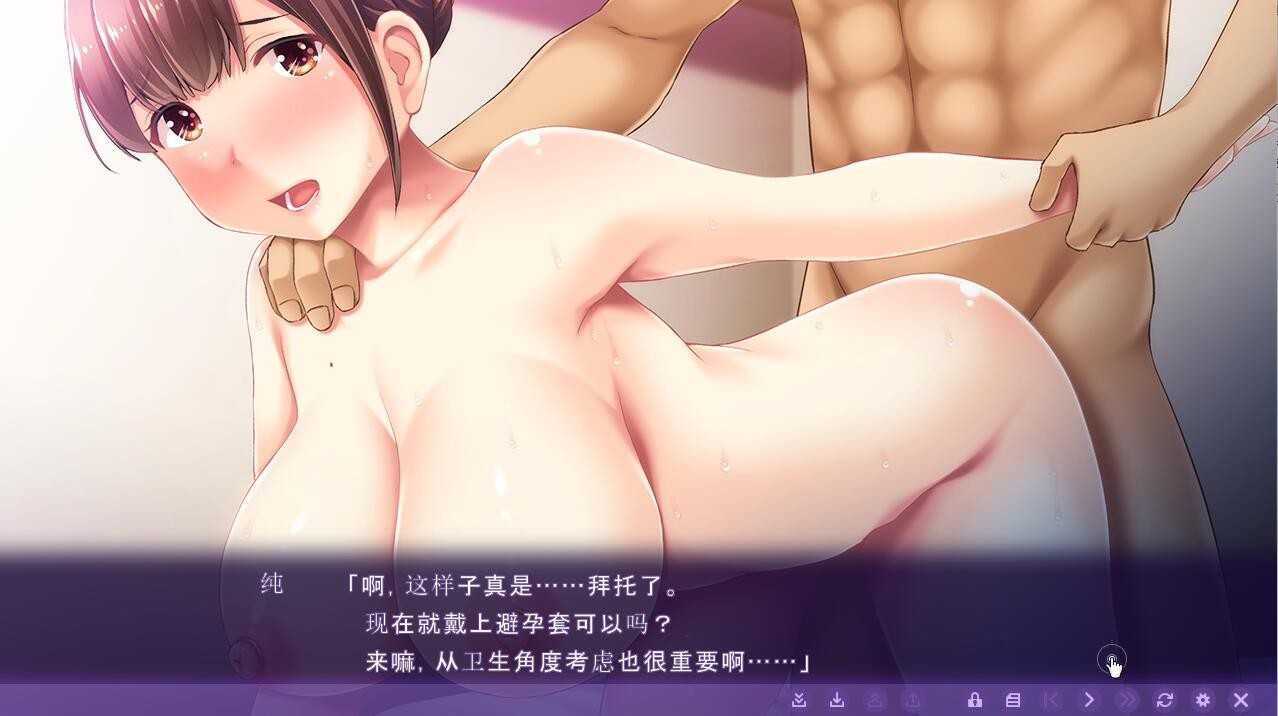 纯
「啊, 这样子真是……拜托了。
现在就戴上避孕套可以吗?
来嘛, 从卫生角度考虑也很重要啊……」